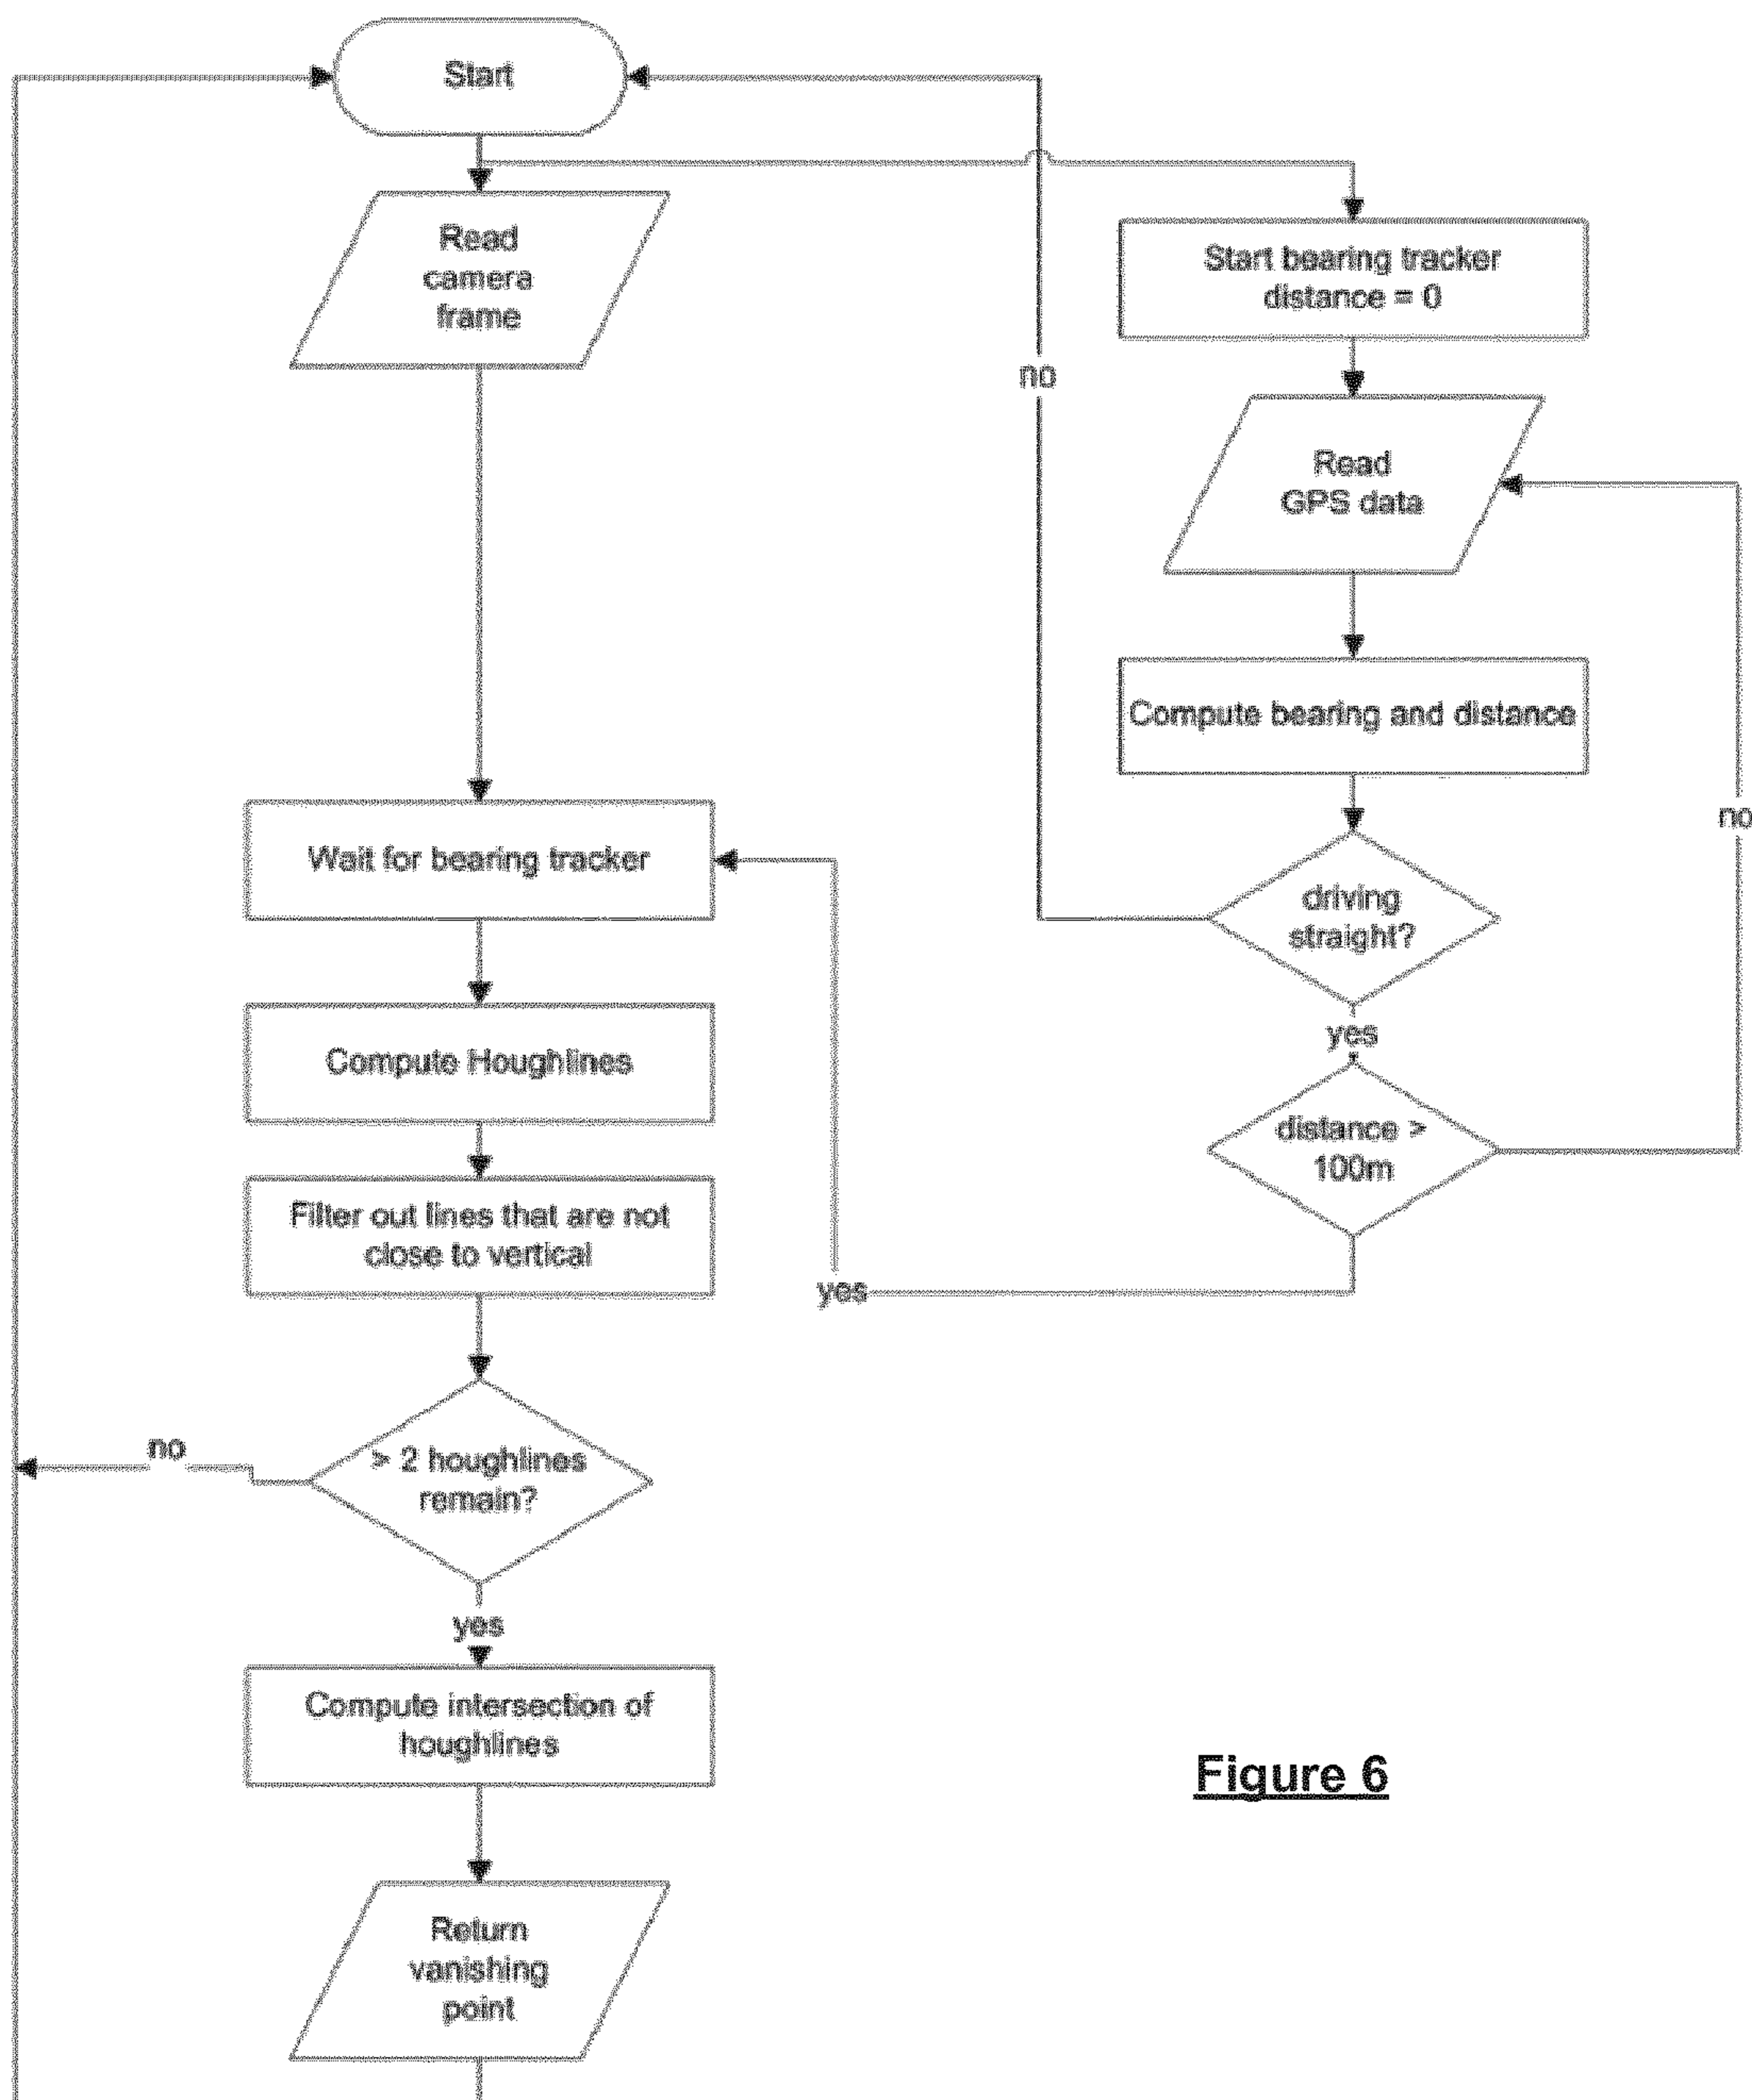 Start
Read
camera
frame
Start bearing tracker
distance = 0
no
Read
GPS data
Compute bearing and distance
no
Wait for bearing tracker
driving
straight?
yes
Compute Houghlines
distance >
100m
Filter out lines that are not
close to vertical
yes
no
> 2 houghlines
remain?
yes
Compute intersection of
houghlines
Figure 6
Return
vanishing
point